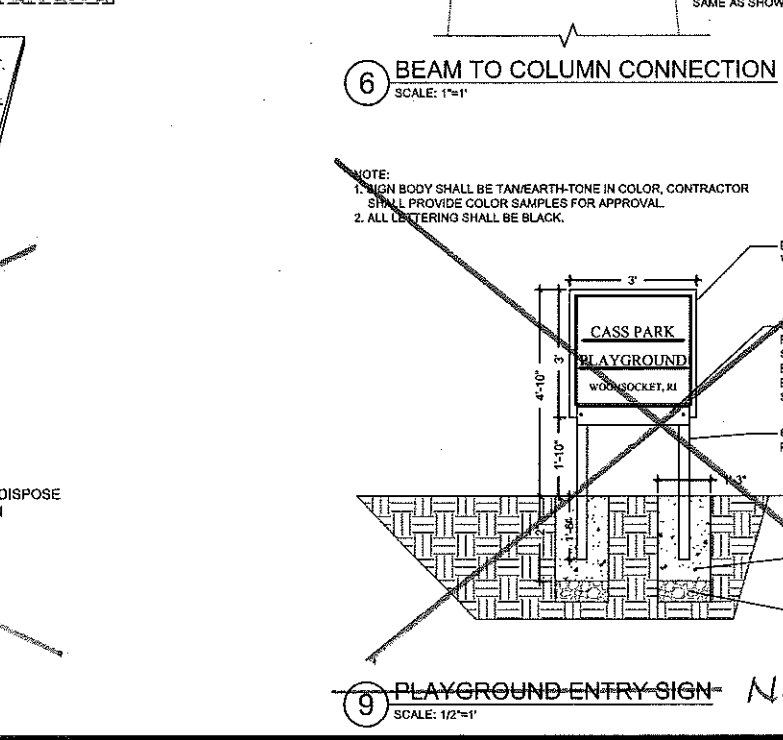 SAME AS SHOW
6 BEAM TO COLUMN CONNECTION
SCALE: 1"=1'
NOTE:
1. SIGN BODY SHALL BE TAN/EARTH-TONE IN COLOR, CONTRACTOR
SHALL PROVIDE COLOR SAMPLES FOR APPROVAL.
2. ALL LETTERING SHALL BE BLACK.
3'
CASS PARK
PLAYGROUND
WOONSOCKET, RI
3'
4'-10"
1'-10"
DISPOSE
9 PLAYGROUND ENTRY SIGN
SCALE: 1/2"=1'